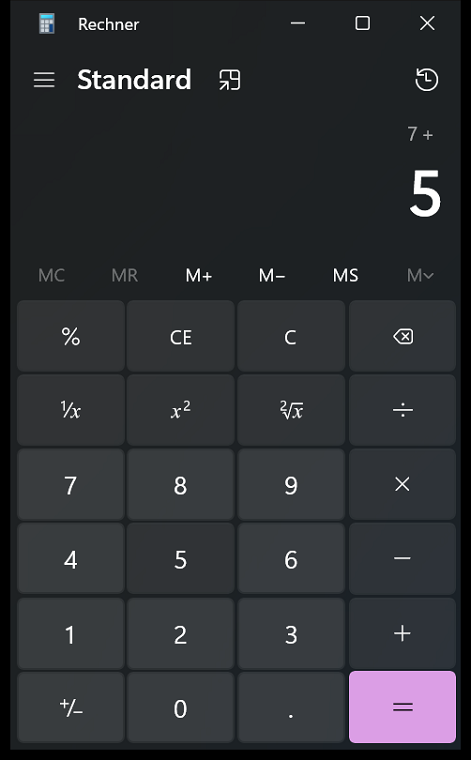 Rechner
Standard
7 +
5
MC MR M+ M− MS M
% CE C
¹/x x² ²√x ÷
7 8 9 ×
4 5 6 −
1 2 3 +
+/− 0 . =